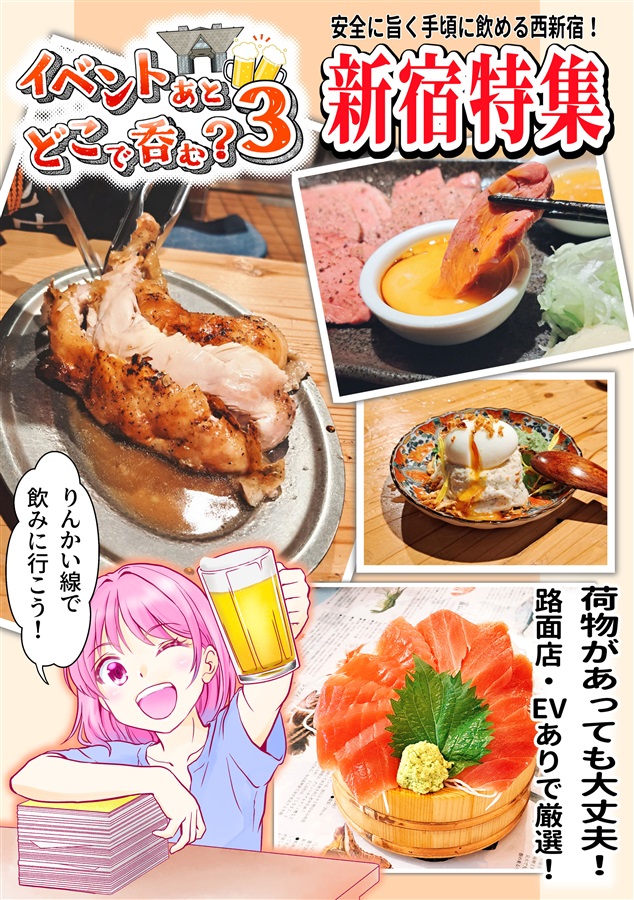 安全に旨く手頃に飲める西新宿！
イベントあと
どこで呑む？3
新宿特集
りんかい線で
飲みに行こう！
荷物があっても大丈夫！
路面店・EVありで厳選！